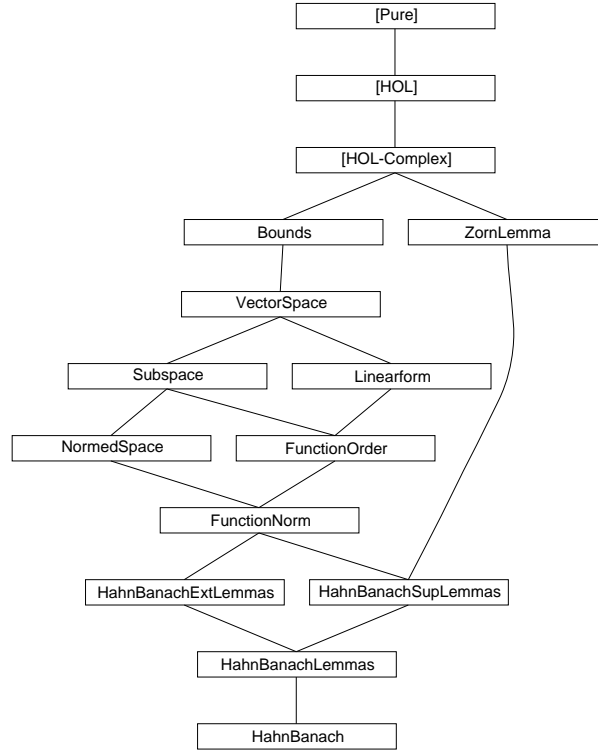 [Pure]
[HOL]
[HOL-Complex]
Bounds
ZornLemma
VectorSpace
Subspace
Linearform
NormedSpace
FunctionOrder
FunctionNorm
HahnBanachExtLemmas
HahnBanachSupLemmas
HahnBanachLemmas
HahnBanach